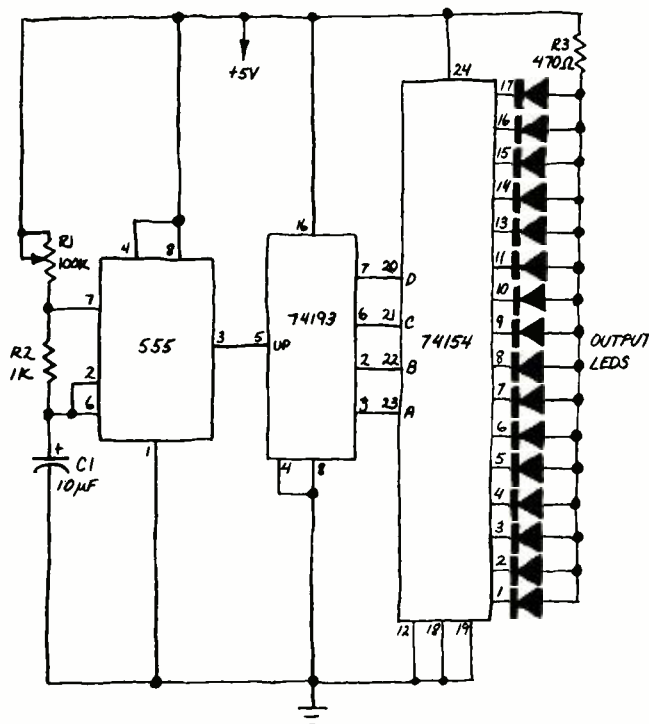 +5V
R3
470Ω
24
17
16
15
14
13
11
10
9
8
7
6
5
4
3
2
1
OUTPUT
LEDS
R1
100K
4 8
7
R2
1K
2
6
555
3
1
+
C1
10µF
16
5 UP
74193
4 8
7 20 D
6 21 C
2 22 B
3 23 A
74154
12 18 19